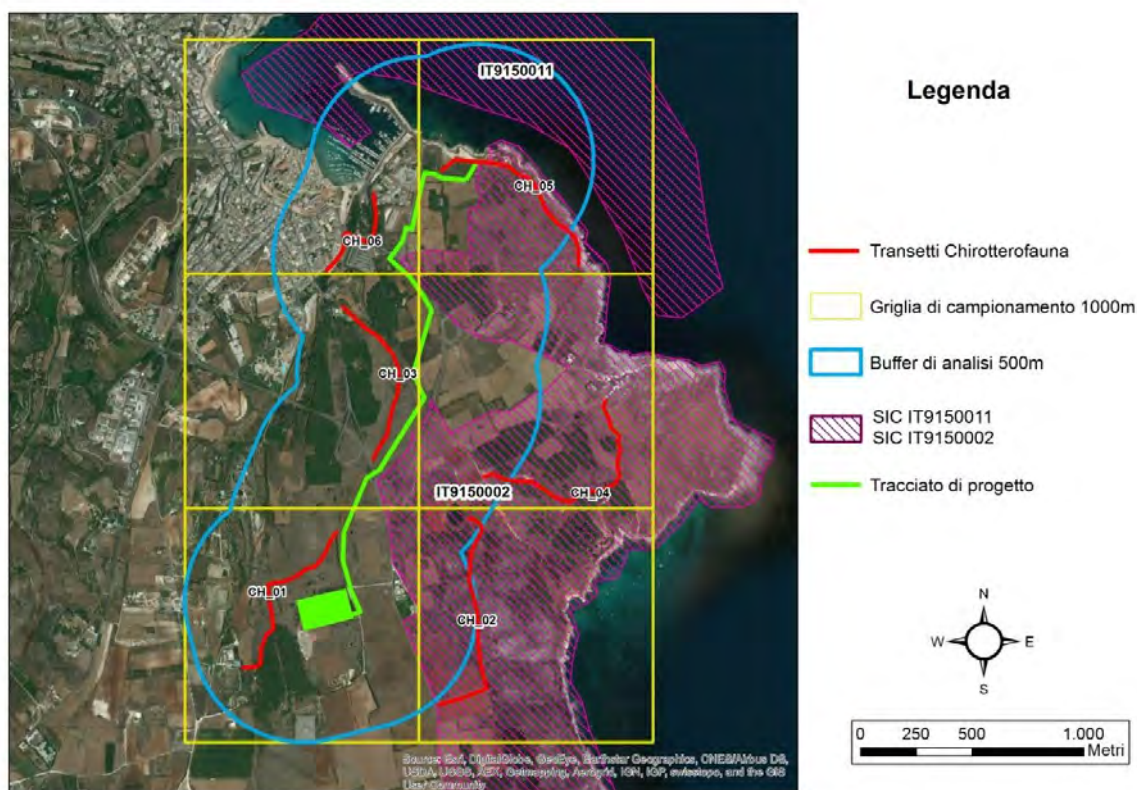 IT9150011
CH_05
CH_06
CH_03
IT9150002
CH_04
CH_01
CH_02
Source: Esri, DigitalGlobe, GeoEye, Earthstar Geographics, CNES/Airbus DS,
USDA, USGS, AEX, Getmapping, Aerogrid, IGN, IGP, swisstopo, and the GIS
User Community
Legenda
Transetti Chirotterofauna
Griglia di campionamento 1000m
Buffer di analisi 500m
SIC IT9150011
SIC IT9150002
Tracciato di progetto
N
W E
S
0 250 500 1.000
Metri